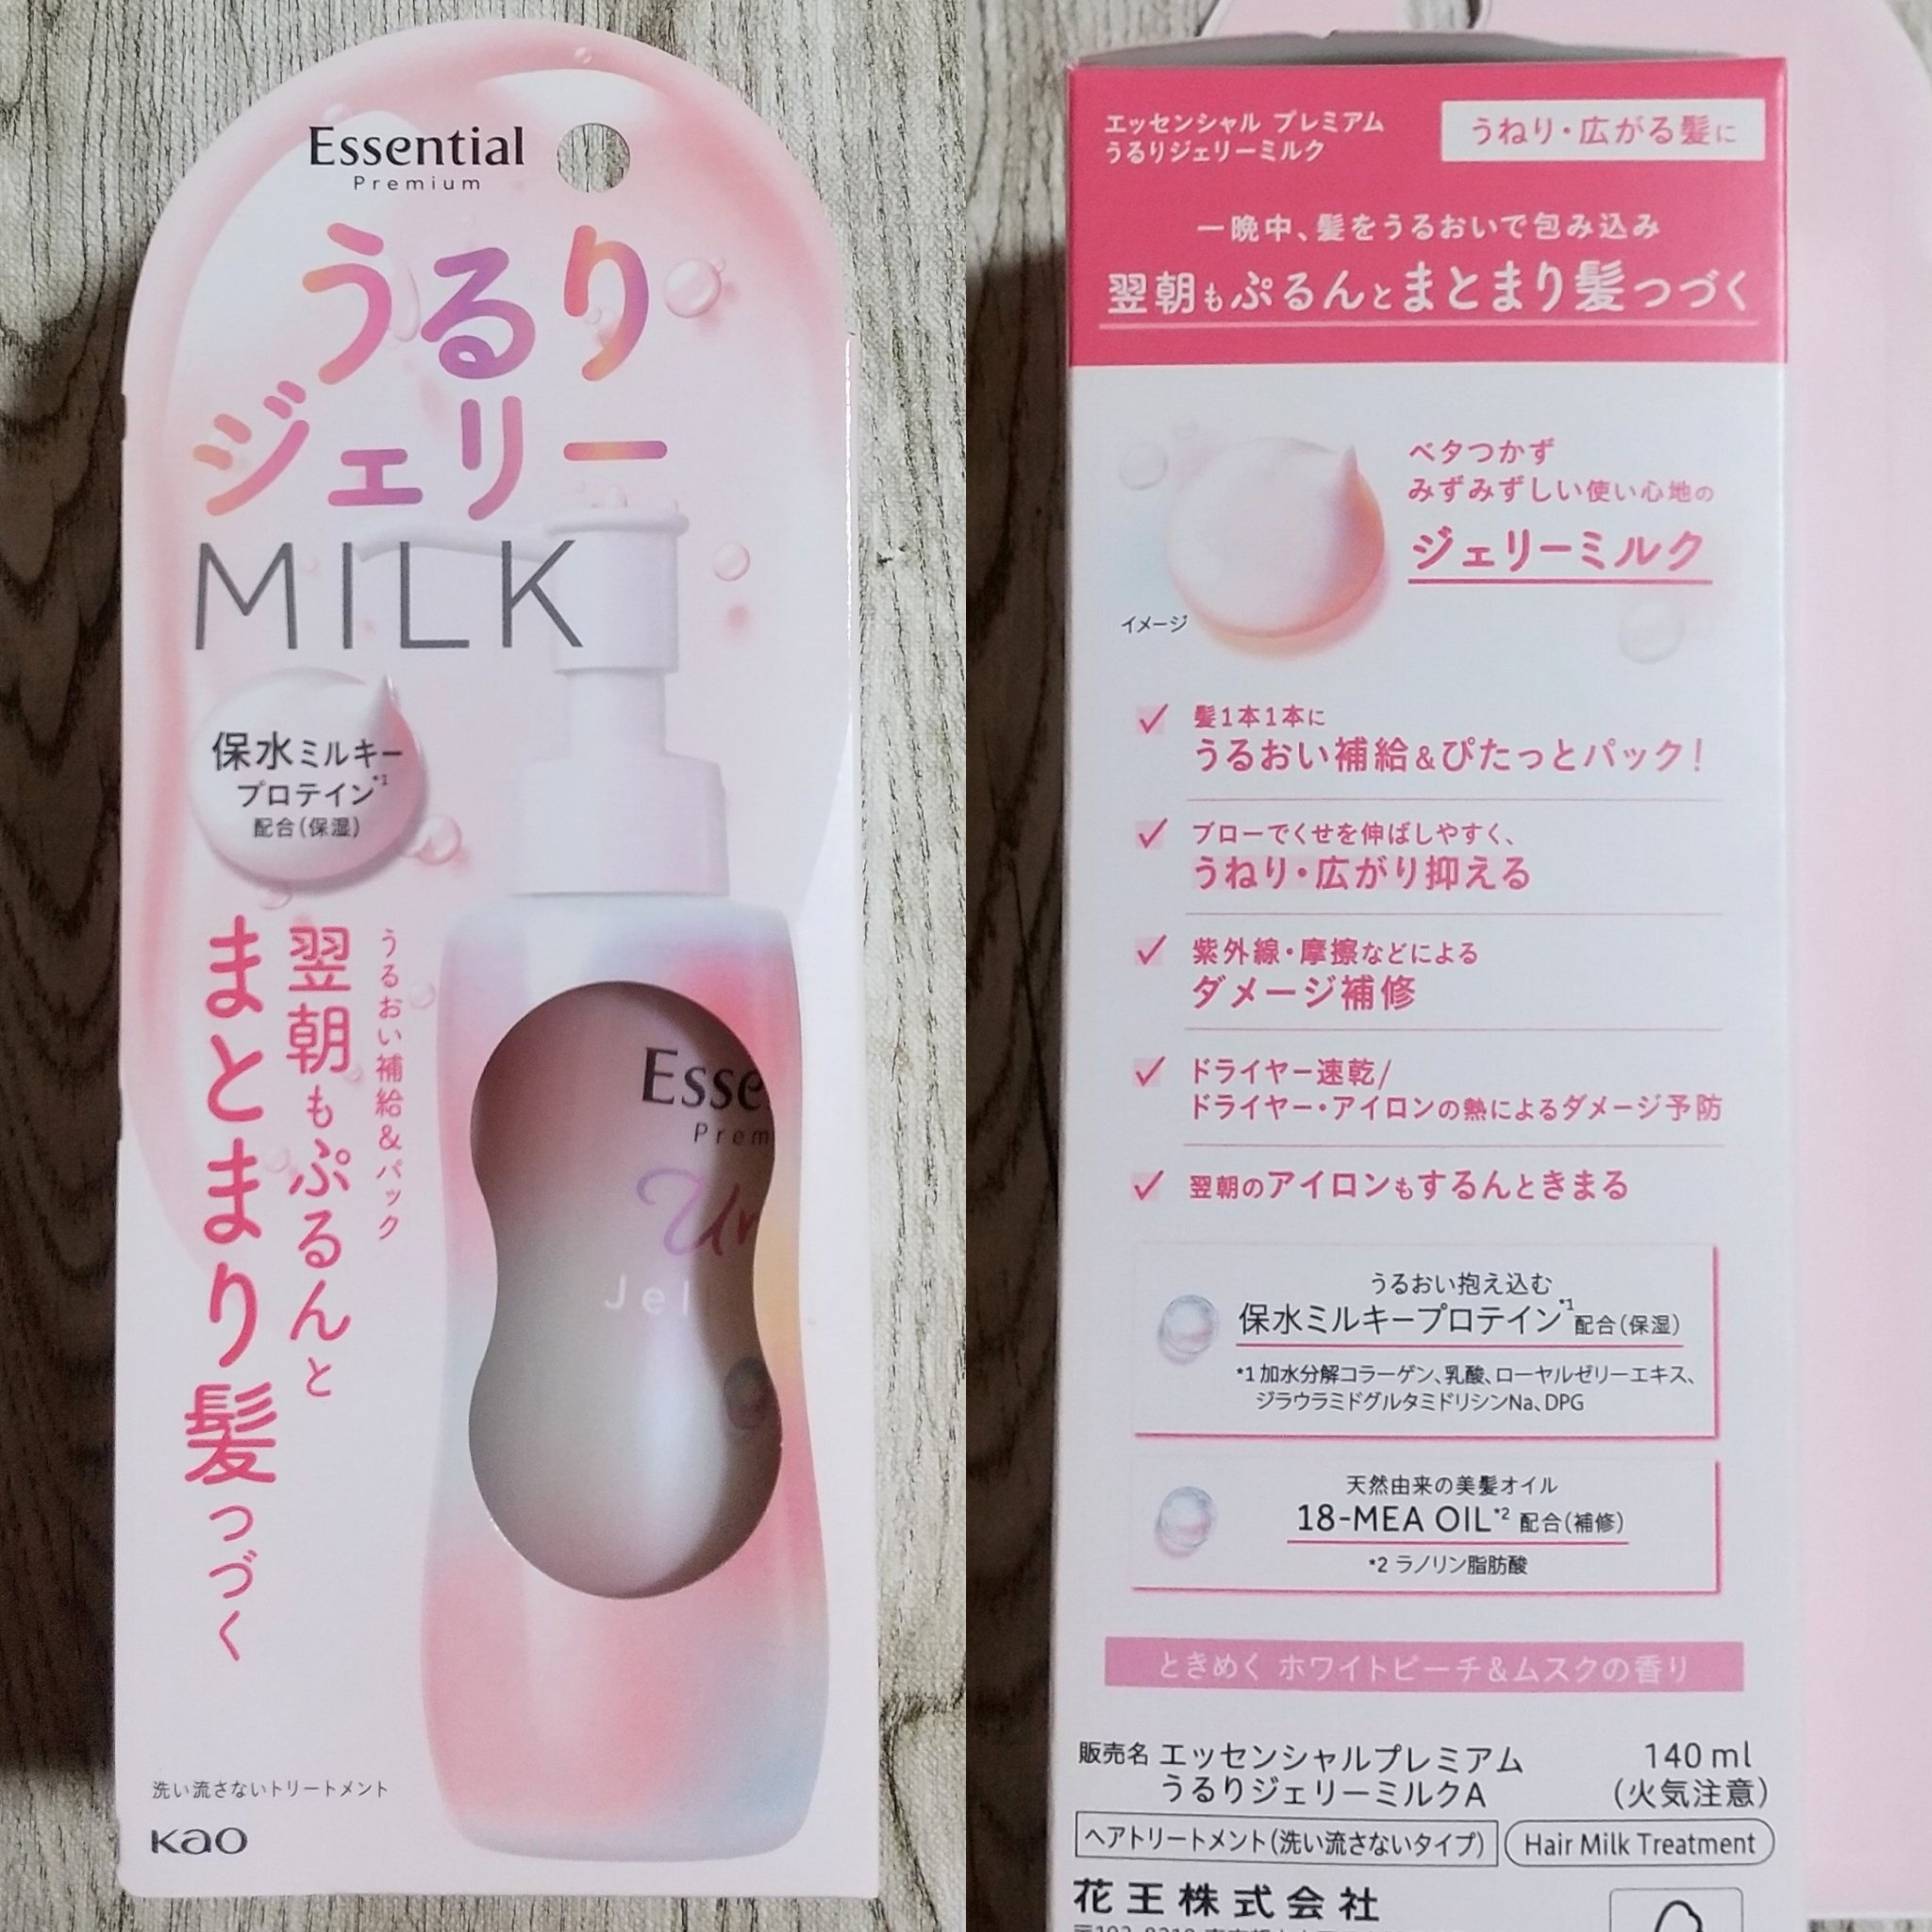 Essential
Premium
うるり
ジェリー
MILK
保水ミルキー
プロテイン*1
配合(保湿)
うるおい補給&パック
翌朝もぷるんと
まとまり髪つづく
Esse
Prem
Ur
Jel
洗い流さないトリートメント
Kao
エッセンシャル プレミアム
うるりジェリーミルク
うねり・広がる髪に
一晩中、髪をうるおいで包み込み
翌朝もぷるんとまとまり髪つづく
ベタつかず
みずみずしい使い心地の
ジェリーミルク
イメージ
髪1本1本に
うるおい補給&ぴたっとパック!
ブローでくせを伸ばしやすく、
うねり・広がり抑える
紫外線・摩擦などによる
ダメージ補修
ドライヤー速乾/
ドライヤー・アイロンの熱によるダメージ予防
翌朝のアイロンもするんときまる
うるおい抱え込む
保水ミルキープロテイン*1配合(保湿)
*1 加水分解コラーゲン、乳酸、ローヤルゼリーエキス、
ジラウラミドグルタミドリシンNa、DPG
天然由来の美髪オイル
18-MEA OIL*2 配合(補修)
*2 ラノリン脂肪酸
ときめく ホワイトピーチ&ムスクの香り
販売名 エッセンシャルプレミアム
うるりジェリーミルクA
140 ml
(火気注意)
ヘアトリートメント(洗い流さないタイプ)
Hair Milk Treatment
花王株式会社